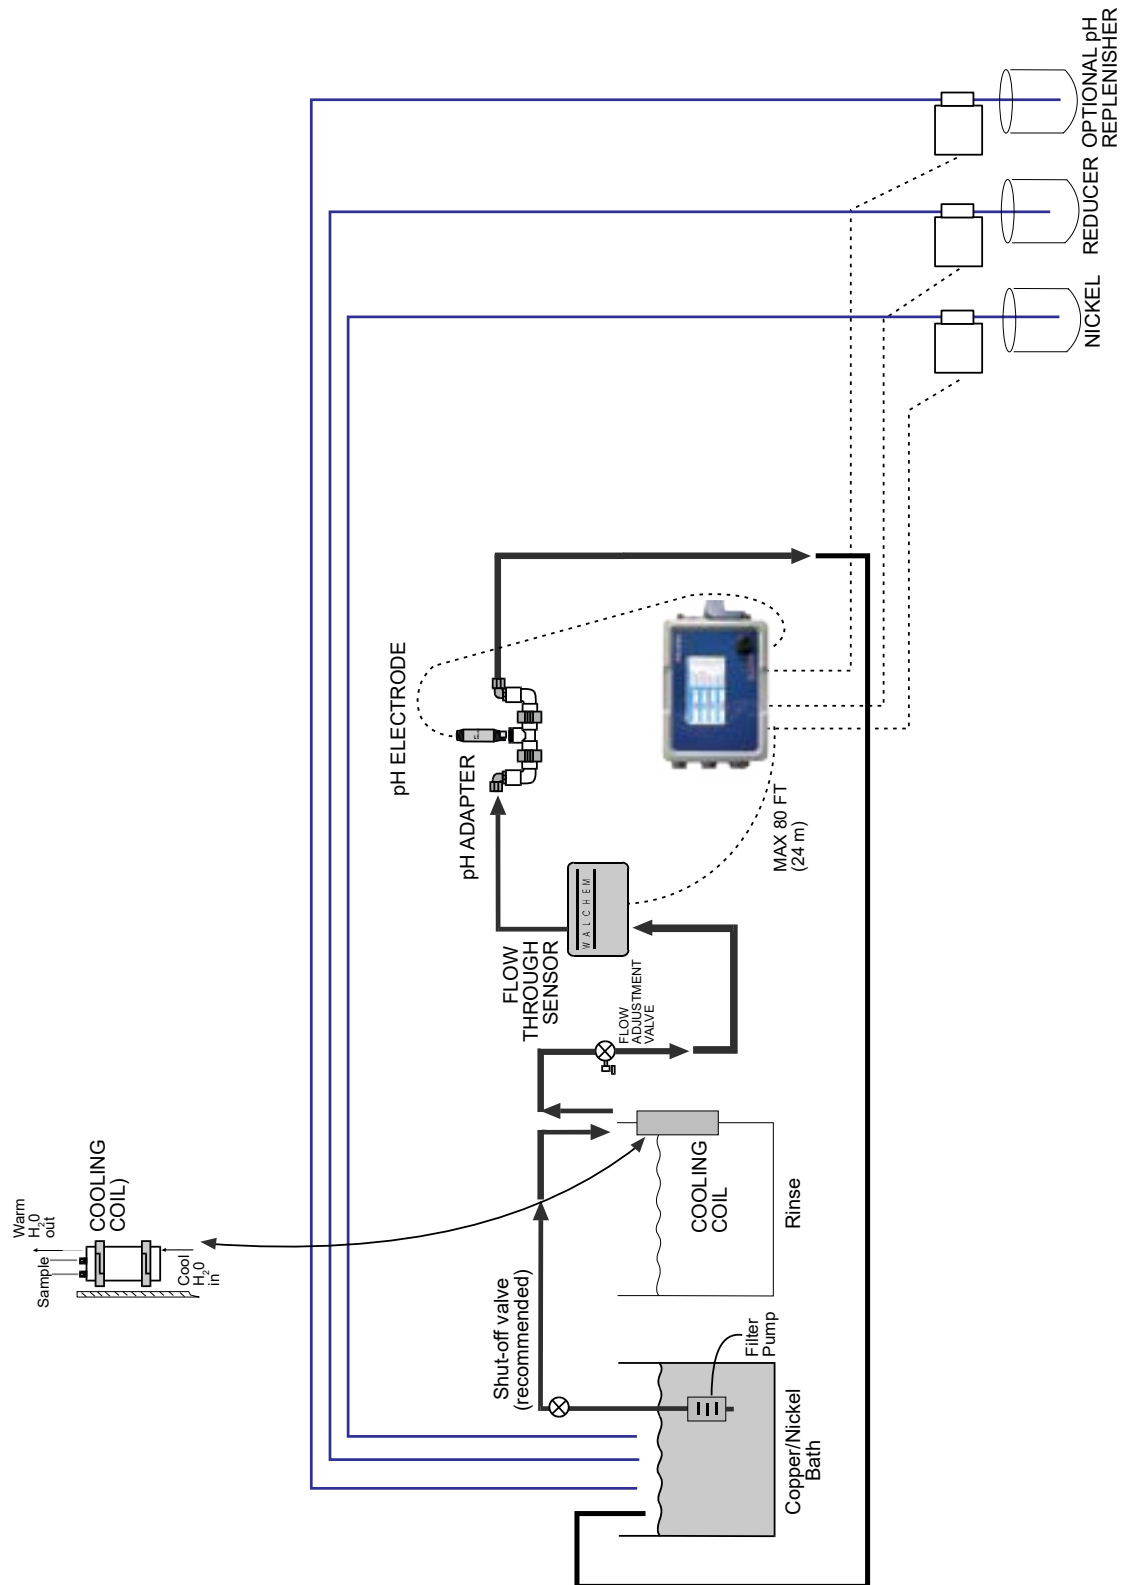 Warm
H20
out
Sample
Cool
H20
in
COOLING
COIL)
Shut-off valve
(recommended)
Filter
Pump
Copper/Nickel
Bath
COOLING
COIL
Rinse
FLOW
ADJUSTMENT
VALVE
FLOW
THROUGH
SENSOR
WALCHEM
pH ADAPTER
pH ELECTRODE
MAX 80 FT
(24 m)
NICKEL
REDUCER
OPTIONAL pH
REPLENISHER